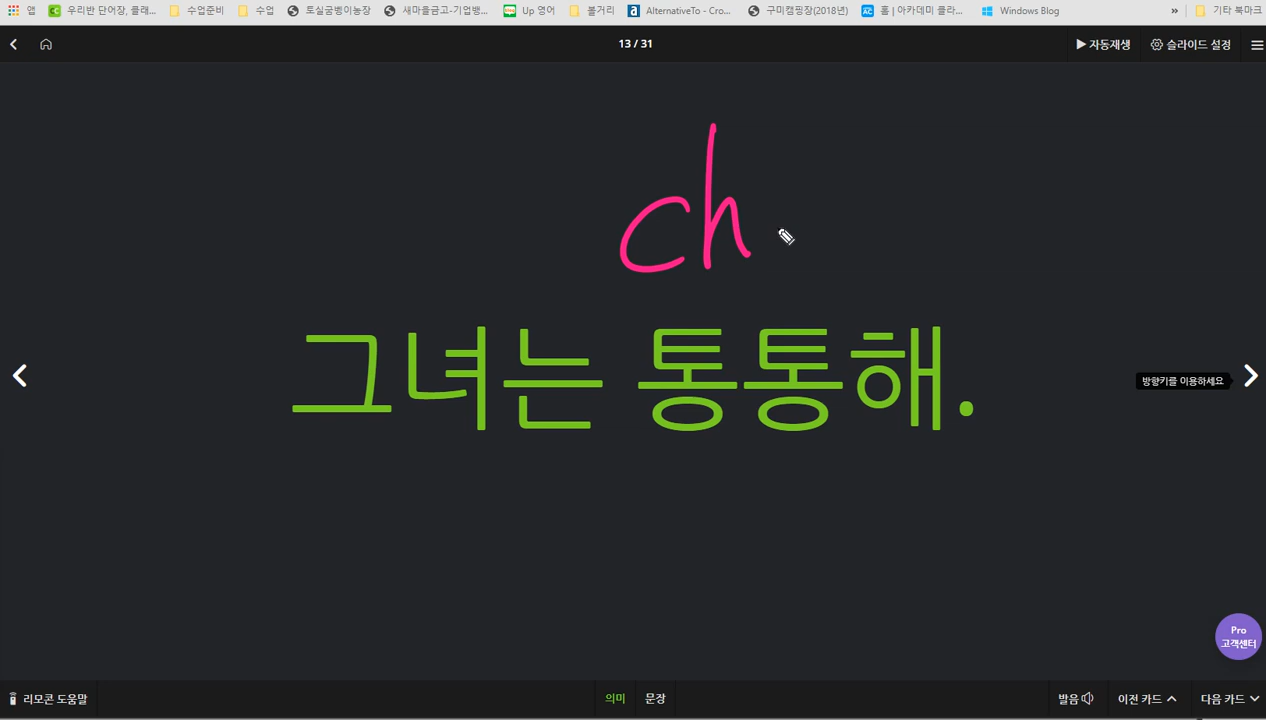 앱 우리반 단어장, 클래... 수업준비 수업 토실굼벵이농장 새마을금고-기업뱅... Up 영어 볼거리 AlternativeTo - Cro... 구미캠핑장(2018년) 홈 | 아카데미 클라... Windows Blog » 기타 북마크
13 / 31 자동재생 슬라이드 설정
ch
그녀는 통통해.
방향키를 이용하세요
Pro
고객센터
리모콘 도움말 의미 문장 발음 이전 카드 다음 카드